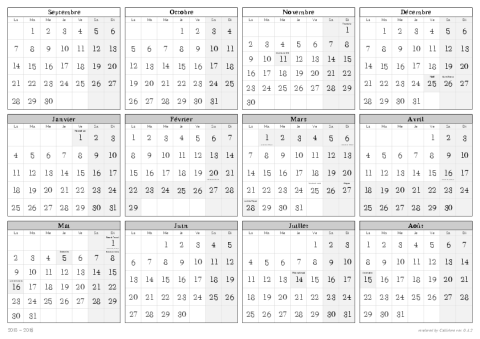 Septembre
Lu Ma Me Je Ve Sa Di
1 2 3 4 5 6
7 8 9 10 11 12 13
14 15 16 17 18 19 20
21 22 23 24 25 26 27
28 29 30
Octobre
Lu Ma Me Je Ve Sa Di
1 2 3 4
5 6 7 8 9 10 11
12 13 14 15 16 17 18
19 20 21 22 23 24 25
26 27 28 29 30 31
Novembre
Lu Ma Me Je Ve Sa Di
1
2 3 4 5 6 7 8
9 10 11 12 13 14 15
16 17 18 19 20 21 22
23 24 25 26 27 28 29
30
Décembre
Lu Ma Me Je Ve Sa Di
1 2 3 4 5 6
7 8 9 10 11 12 13
14 15 16 17 18 19 20
21 22 23 24 25 26 27
28 29 30 31
Janvier
Lu Ma Me Je Ve Sa Di
1 2 3
4 5 6 7 8 9 10
11 12 13 14 15 16 17
18 19 20 21 22 23 24
25 26 27 28 29 30 31
Février
Lu Ma Me Je Ve Sa Di
1 2 3 4 5 6 7
8 9 10 11 12 13 14
15 16 17 18 19 20 21
22 23 24 25 26 27 28
29
Mars
Lu Ma Me Je Ve Sa Di
1 2 3 4 5 6
7 8 9 10 11 12 13
14 15 16 17 18 19 20
21 22 23 24 25 26 27
28 29 30 31
Avril
Lu Ma Me Je Ve Sa Di
1 2 3
4 5 6 7 8 9 10
11 12 13 14 15 16 17
18 19 20 21 22 23 24
25 26 27 28 29 30
Mai
Lu Ma Me Je Ve Sa Di
1
2 3 4 5 6 7 8
9 10 11 12 13 14 15
16 17 18 19 20 21 22
23 24 25 26 27 28 29
30 31
Juin
Lu Ma Me Je Ve Sa Di
1 2 3 4 5
6 7 8 9 10 11 12
13 14 15 16 17 18 19
20 21 22 23 24 25 26
27 28 29 30
Juillet
Lu Ma Me Je Ve Sa Di
1 2 3
4 5 6 7 8 9 10
11 12 13 14 15 16 17
18 19 20 21 22 23 24
25 26 27 28 29 30 31
Août
Lu Ma Me Je Ve Sa Di
1 2 3 4 5 6 7
8 9 10 11 12 13 14
15 16 17 18 19 20 21
22 23 24 25 26 27 28
29 30 31
2015 - 2016